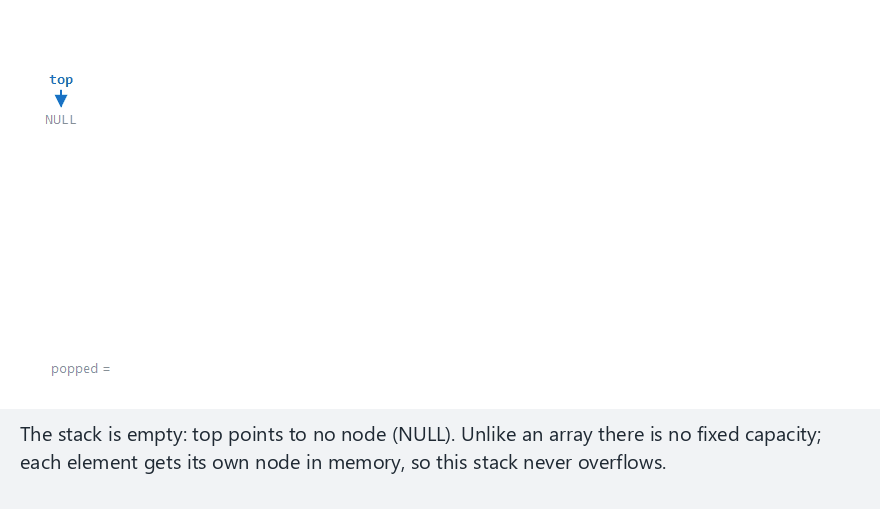 top
NULL
popped =
The stack is empty: top points to no node (NULL). Unlike an array there is no fixed capacity;
each element gets its own node in memory, so this stack never overflows.